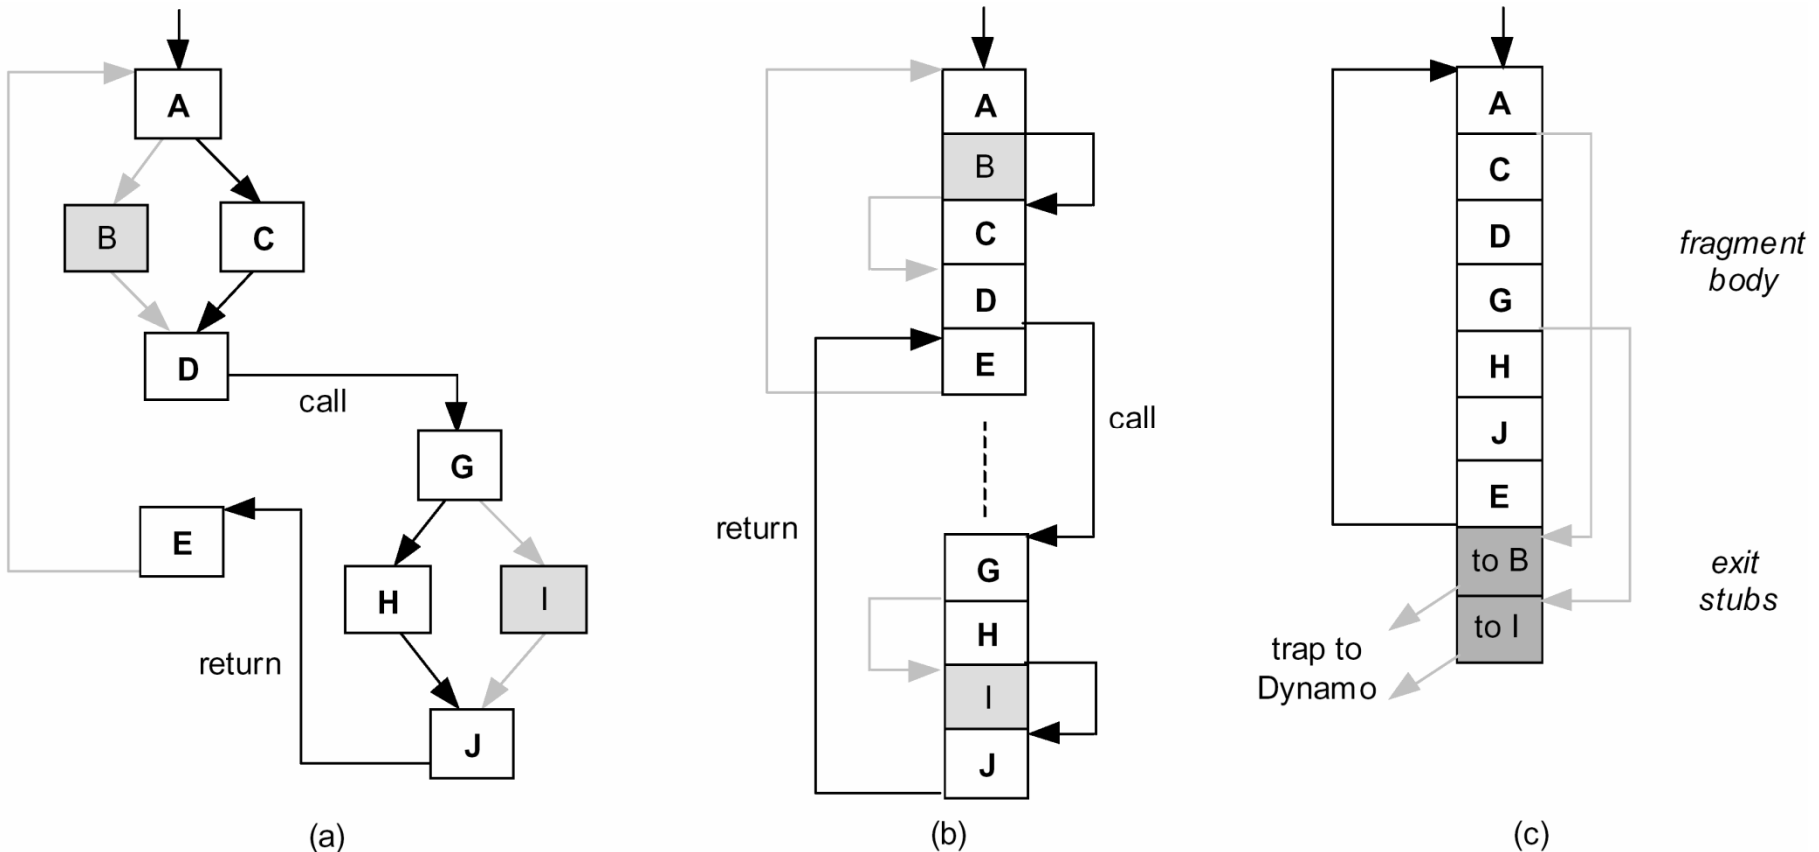 A
B
C
D
call
G
E
H
I
return
J
(a)
A
B
C
D
E
call
return
G
H
I
J
(b)
A
C
D
G
H
J
E
to B
to I
fragment
body
exit
stubs
trap to
Dynamo
(c)